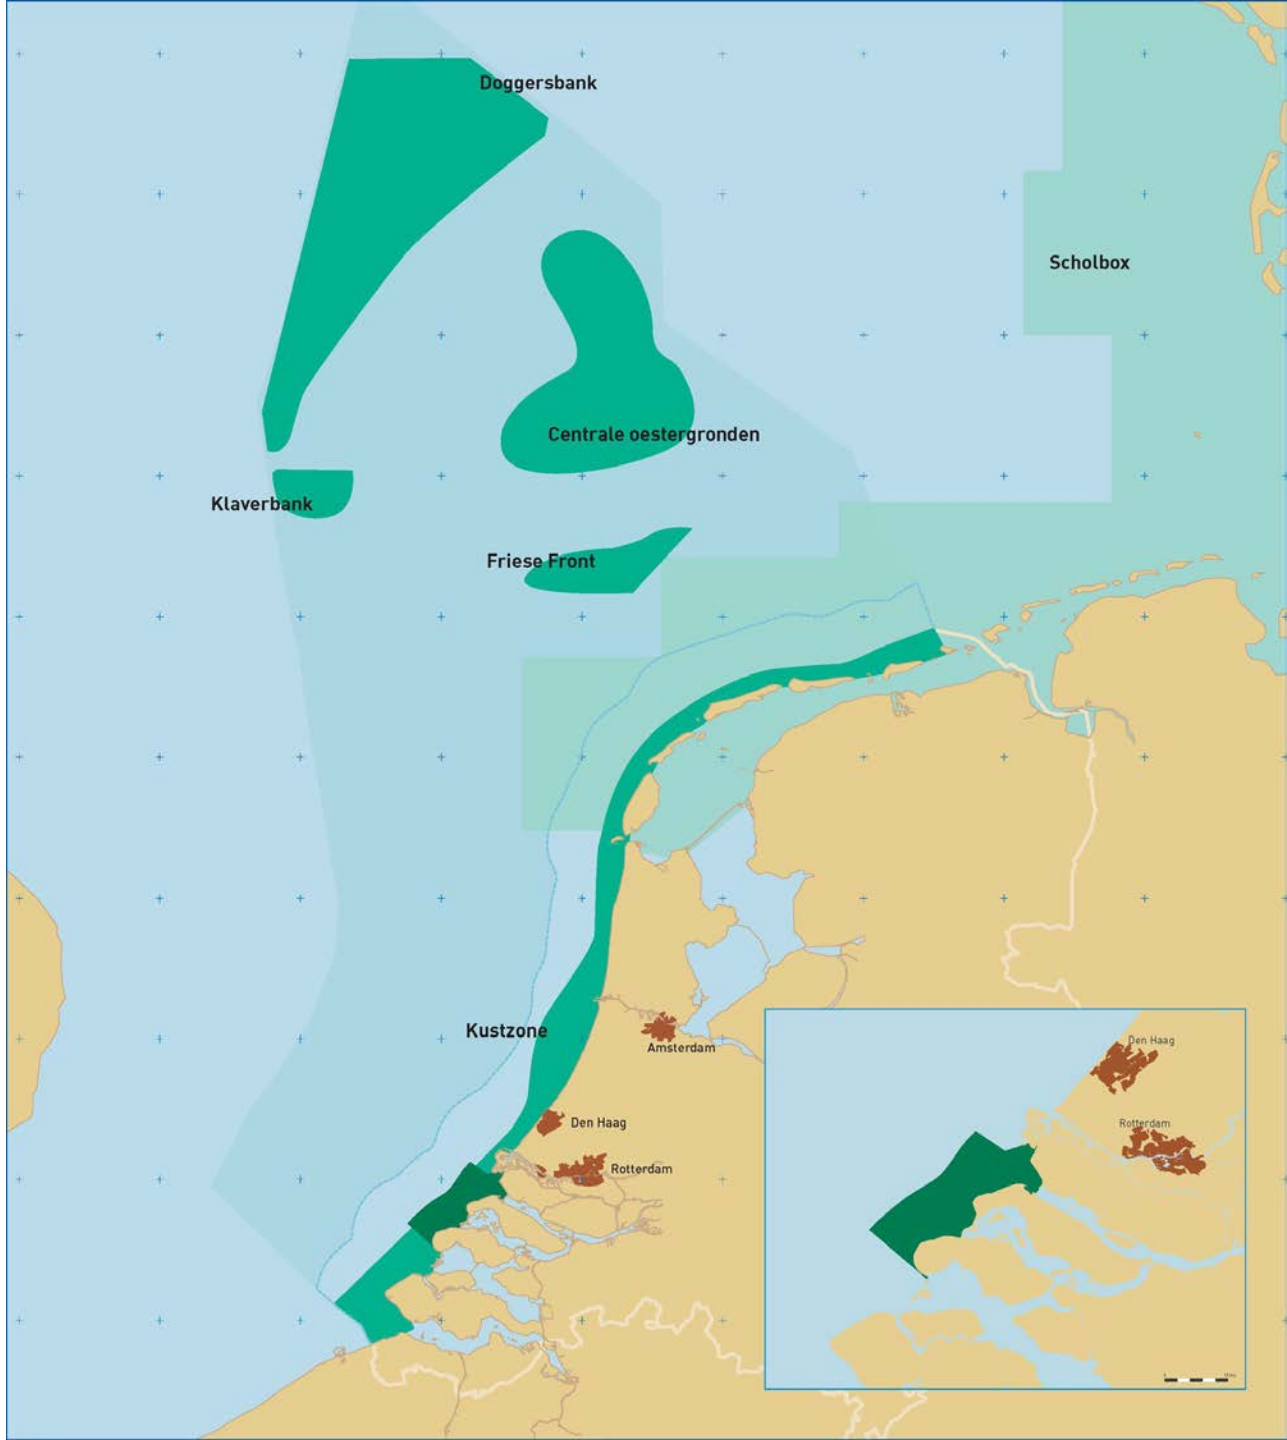 Doggersbank
Scholbox
Centrale oestergronden
Klaverbank
Friese Front
Kustzone
Amsterdam
Den Haag
Rotterdam
Den Haag
Rotterdam